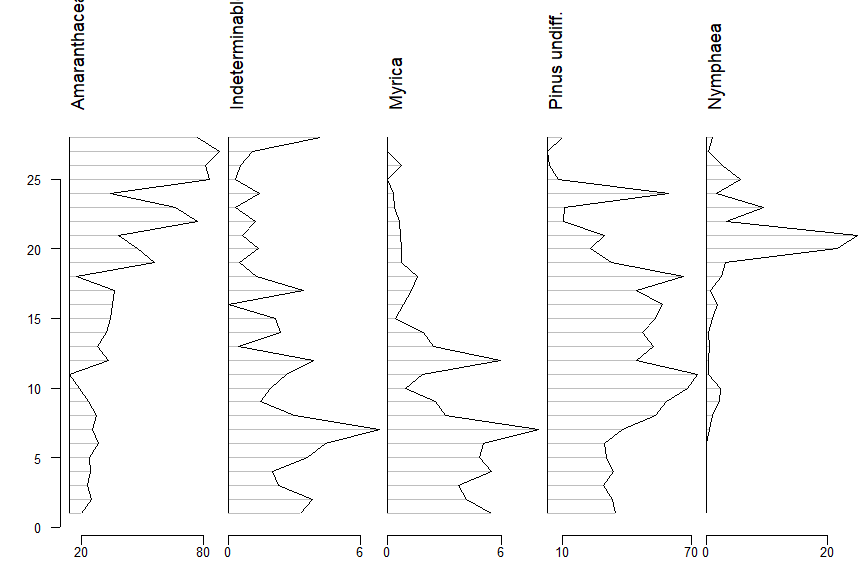 Amaranthacea
Indeterminabl
Myrica
Pinus undiff.
Nymphaea
25
20
15
10
5
0
20 80 0 6 0 6 10 70 0 20